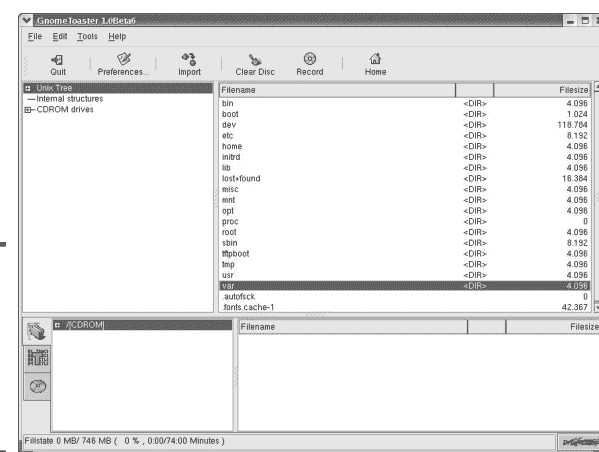 GnomeToaster 1.0Beta6
File Edit Tools Help
Quit Preferences... Import Clear Disc Record Home
Unix Tree
Internal structures
CDROM drives
Filename Filesize
bin <DIR> 4.096
boot <DIR> 1.024
dev <DIR> 118.784
etc <DIR> 8.192
home <DIR> 4.096
initrd <DIR> 4.096
lib <DIR> 4.096
lost+found <DIR> 16.384
misc <DIR> 4.096
mnt <DIR> 4.096
opt <DIR> 4.096
proc <DIR> 0
root <DIR> 4.096
sbin <DIR> 8.192
tftpboot <DIR> 4.096
tmp <DIR> 4.096
usr <DIR> 4.096
var <DIR> 4.096
.autofsck 0
.fonts.cache-1 42.367
/[CDROM]
Filename Filesize
Fillstate 0 MB/ 746 MB ( 0 % , 0:00/74:00 Minutes )